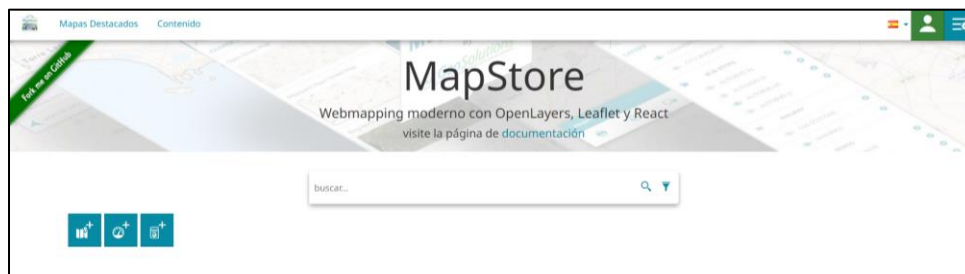 Mapas Destacados Contenido
Fork me on GitHub
MapStore
Webmapping moderno con OpenLayers, Leaflet y React
visite la página de documentación
buscar...